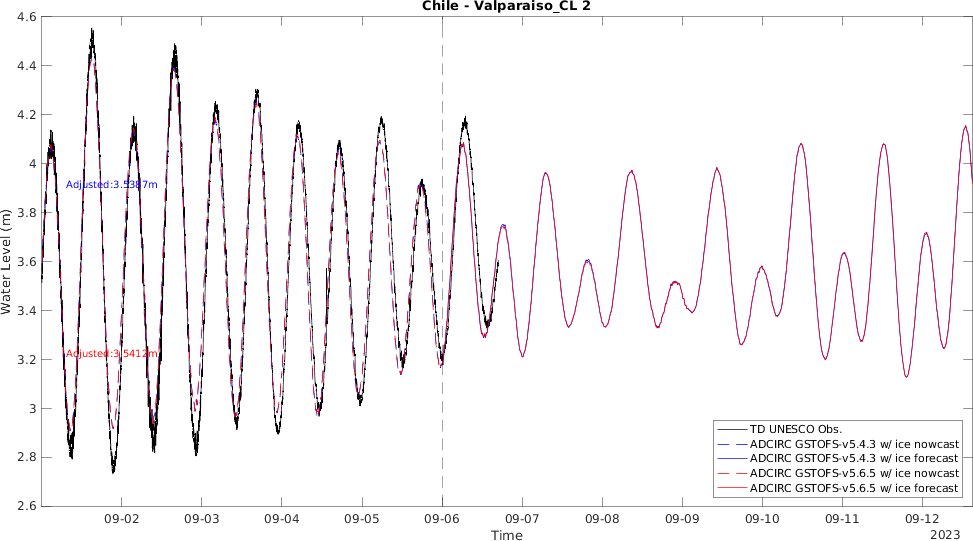 Chile - Valparaiso_CL 2
4.6
4.4
4.2
4
3.8
3.6
3.4
3.2
3
2.8
2.6
Water Level (m)
Adjusted:3.5387m
Adjusted:3.5412m
TD UNESCO Obs.
ADCIRC GSTOFS-v5.4.3 w/ ice nowcast
ADCIRC GSTOFS-v5.4.3 w/ ice forecast
ADCIRC GSTOFS-v5.6.5 w/ ice nowcast
ADCIRC GSTOFS-v5.6.5 w/ ice forecast
09-02 09-03 09-04 09-05 09-06 09-07 09-08 09-09 09-10 09-11 09-12
Time
2023